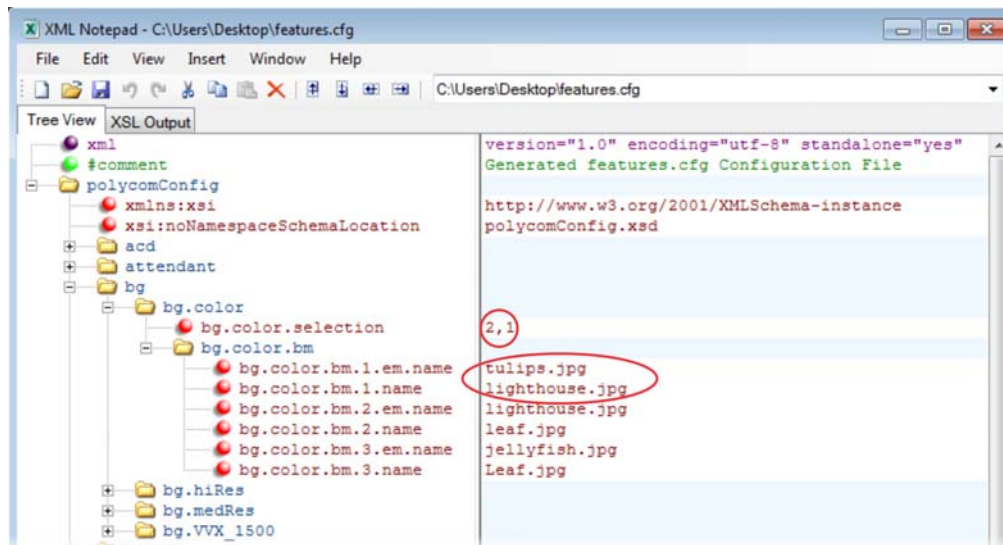 XML Notepad - C:\Users\Desktop\features.cfg
File Edit View Insert Window Help
C:\Users\Desktop\features.cfg
Tree View XSL Output
xml version="1.0" encoding="utf-8" standalone="yes"
#comment Generated features.cfg Configuration File
polycomConfig
xmlns:xsi http://www.w3.org/2001/XMLSchema-instance
xsi:noNamespaceSchemaLocation polycomConfig.xsd
acd
attendant
bg
bg.color
bg.color.selection 2,1
bg.color.bm
bg.color.bm.1.em.name tulips.jpg
bg.color.bm.1.name lighthouse.jpg
bg.color.bm.2.em.name lighthouse.jpg
bg.color.bm.2.name leaf.jpg
bg.color.bm.3.em.name jellyfish.jpg
bg.color.bm.3.name Leaf.jpg
bg.hiRes
bg.medRes
bg.VVX_1500